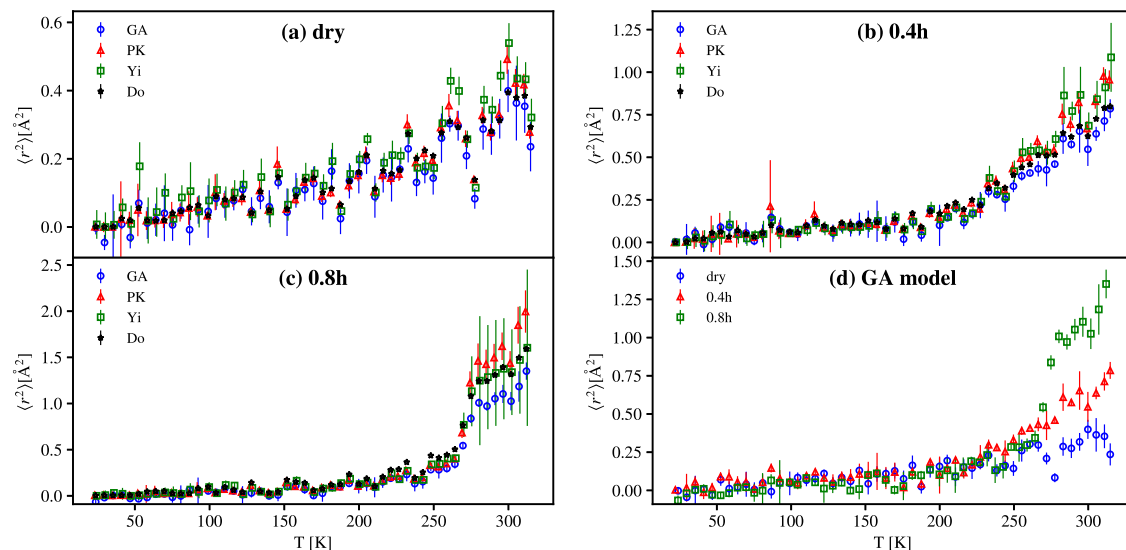 (a) dry
GA
PK
Yi
Do
0.6
0.4
0.2
0.0
⟨r²⟩[Å²]
(b) 0.4h
GA
PK
Yi
Do
1.25
1.00
0.75
0.50
0.25
0.00
⟨r²⟩[Å²]
(c) 0.8h
GA
PK
Yi
Do
2.5
2.0
1.5
1.0
0.5
0.0
⟨r²⟩[Å²]
50 100 150 200 250 300
T [K]
(d) GA model
dry
0.4h
0.8h
1.50
1.25
1.00
0.75
0.50
0.25
0.00
⟨r²⟩[Å²]
50 100 150 200 250 300
T [K]